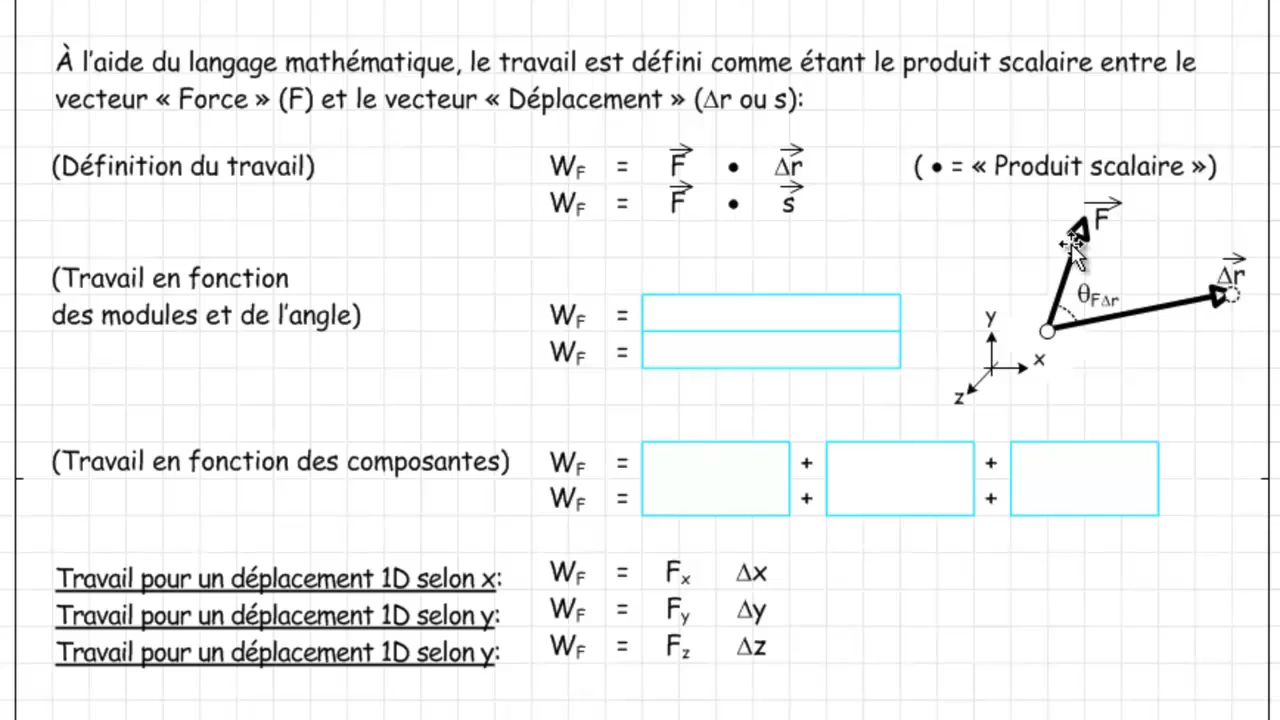 À l'aide du langage mathématique, le travail est défini comme étant le produit scalaire entre le
vecteur « Force » (F) et le vecteur « Déplacement » (Δr ou s):
(Définition du travail) W_F = F⃗ • Δr⃗ ( • = « Produit scalaire »)
W_F = F⃗ • s⃗
F⃗
(Travail en fonction
Δr⃗
des modules et de l'angle) W_F =
θ_FΔr
W_F =
y
x
z
(Travail en fonction des composantes) W_F = + +
W_F = + +
Travail pour un déplacement 1D selon x: W_F = F_x Δx
Travail pour un déplacement 1D selon y: W_F = F_y Δy
Travail pour un déplacement 1D selon y: W_F = F_z Δz